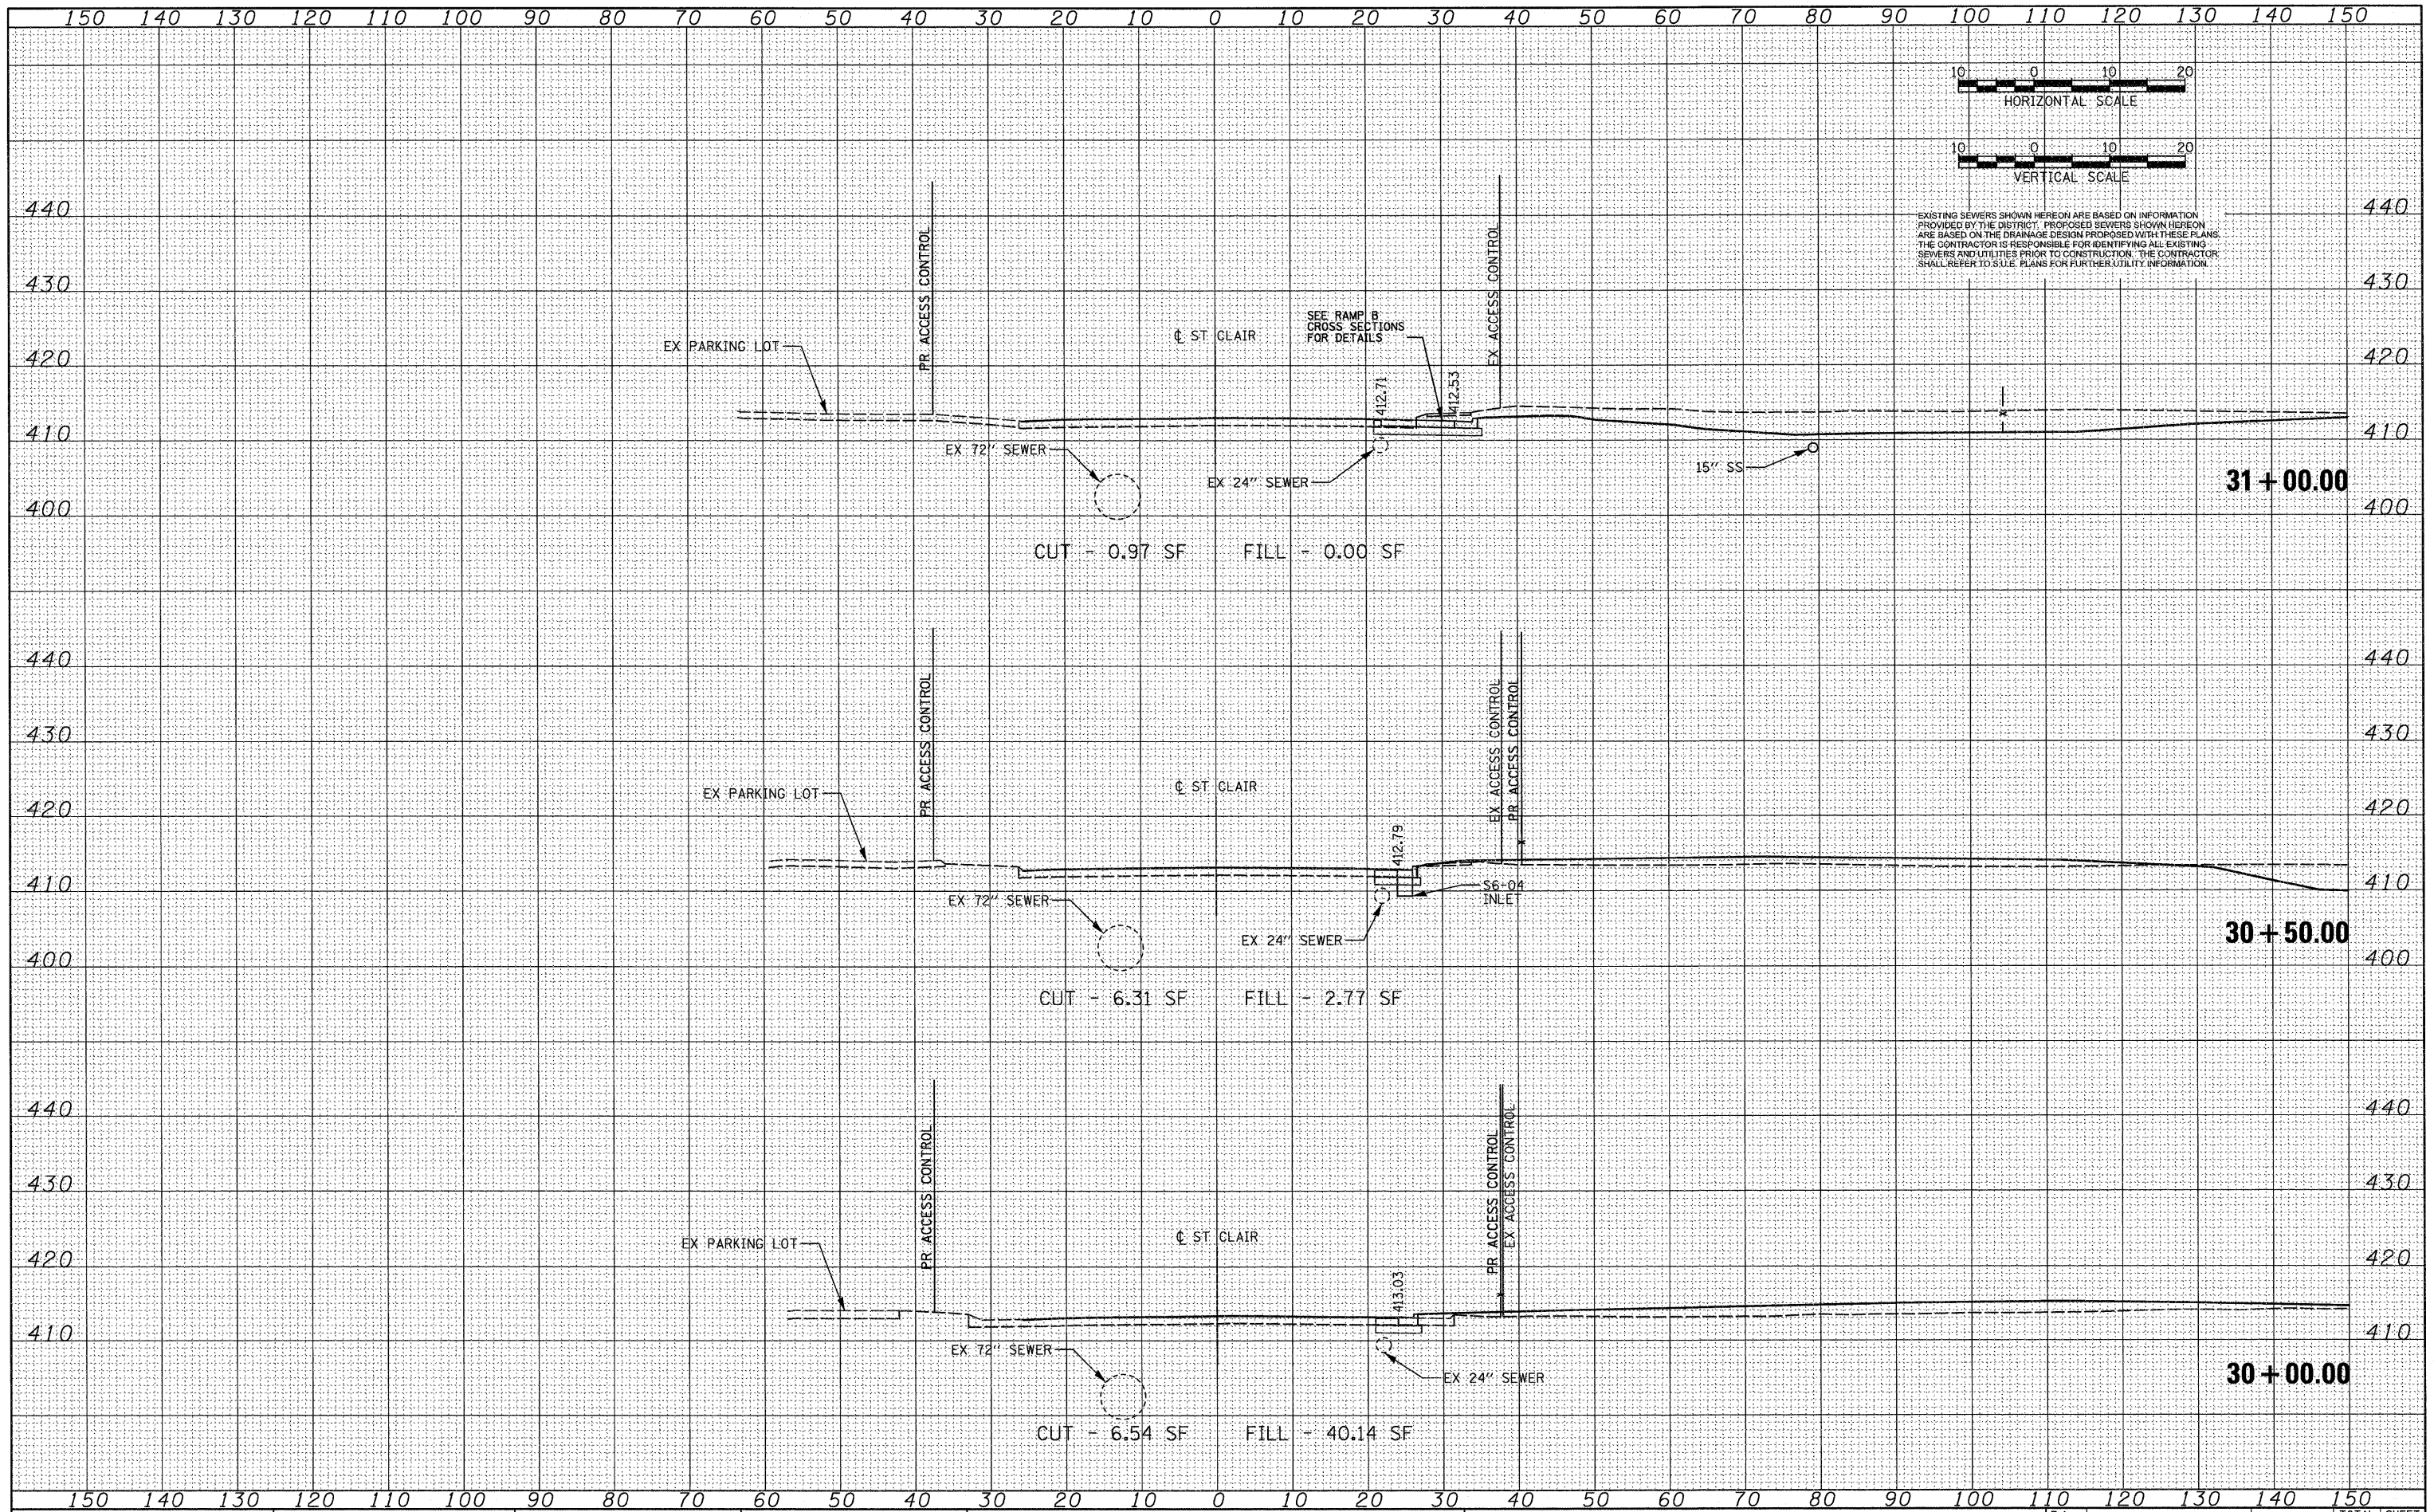 150 140 130 120 110 100 90 80 70 60 50 40 30 20 10 0 10 20 30 40 50 60 70 80 90 100 110 120 130 140 150
10 0 10 20
HORIZONTAL SCALE
10 0 10 20
VERTICAL SCALE
EXISTING SEWERS SHOWN HEREON ARE BASED ON INFORMATION
PROVIDED BY THE DISTRICT. PROPOSED SEWERS SHOWN HEREON
ARE BASED ON THE DRAINAGE DESIGN PROPOSED WITH THESE PLANS.
THE CONTRACTOR IS RESPONSIBLE FOR IDENTIFYING ALL EXISTING
SEWERS AND UTILITIES PRIOR TO CONSTRUCTION. THE CONTRACTOR
SHALL REFER TO S.U.E. PLANS FOR FURTHER UTILITY INFORMATION.
440 440
430 430
420 420
410 410
400 400
PR ACCESS CONTROL
EX ACCESS CONTROL
EX PARKING LOT
℄ ST CLAIR
SEE RAMP B
CROSS SECTIONS
FOR DETAILS
412.71
412.53
EX 72" SEWER
EX 24" SEWER
15" SS
31+00.00
CUT - 0.97 SF FILL - 0.00 SF
440 440
430 430
420 420
410 410
400 400
PR ACCESS CONTROL
EX ACCESS CONTROL
PR ACCESS CONTROL
EX PARKING LOT
℄ ST CLAIR
412.79
S6-04
INLET
EX 72" SEWER
EX 24" SEWER
30+50.00
CUT - 6.31 SF FILL - 2.77 SF
440 440
430 430
420 420
410 410
PR ACCESS CONTROL
PR ACCESS CONTROL
EX ACCESS CONTROL
EX PARKING LOT
℄ ST CLAIR
413.03
EX 72" SEWER
EX 24" SEWER
30+00.00
CUT - 6.54 SF FILL - 40.14 SF
150 140 130 120 110 100 90 80 70 60 50 40 30 20 10 0 10 20 30 40 50 60 70 80 90 100 110 120 130 140 150
TOTAL SHEET